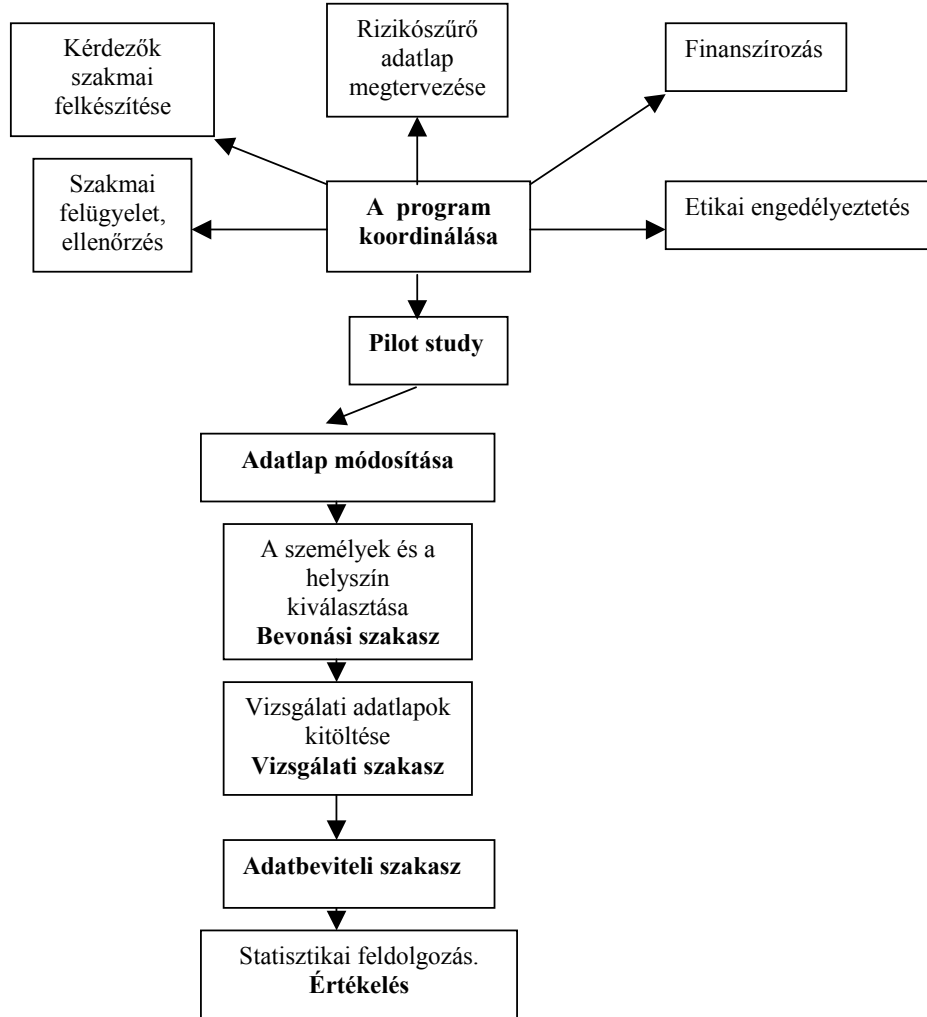 Kérdezők
szakmai
felkészítése
Rizikószűrő
adatlap
megtervezése
Finanszírozás
Szakmai
felügyelet,
ellenőrzés
A program
koordinálása
Etikai engedélyeztetés
Pilot study
Adatlap módosítása
A személyek és a
helyszín
kiválasztása
Bevonási szakasz
Vizsgálati adatlapok
kitöltése
Vizsgálati szakasz
Adatbeviteli szakasz
Statisztikai feldolgozás.
Értékelés